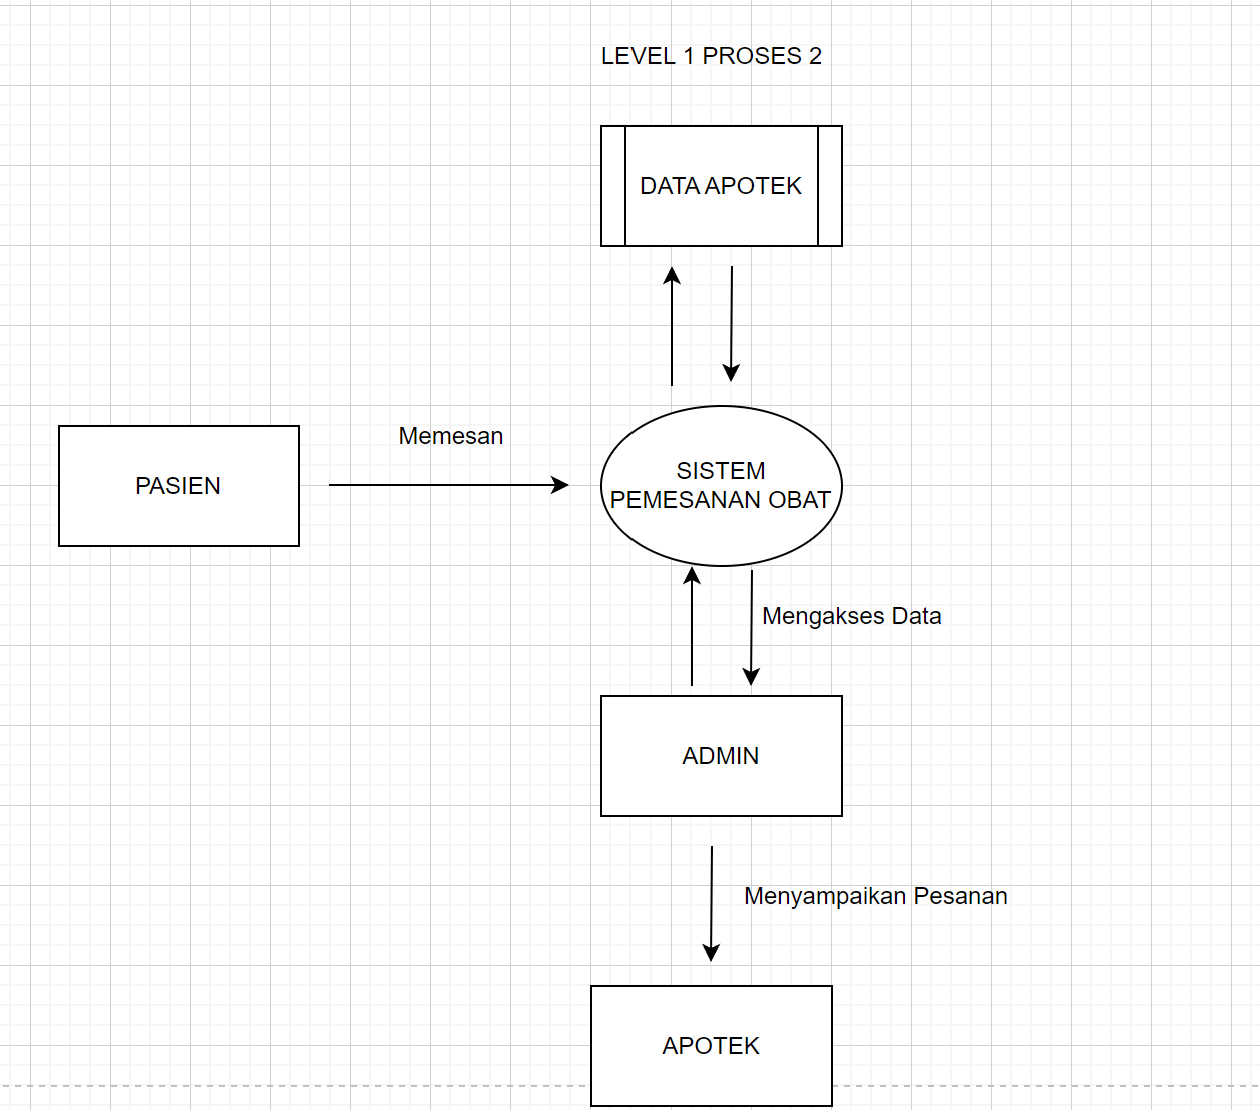 LEVEL 1 PROSES 2
DATA APOTEK
Memesan
PASIEN
SISTEM
PEMESANAN OBAT
Mengakses Data
ADMIN
Menyampaikan Pesanan
APOTEK